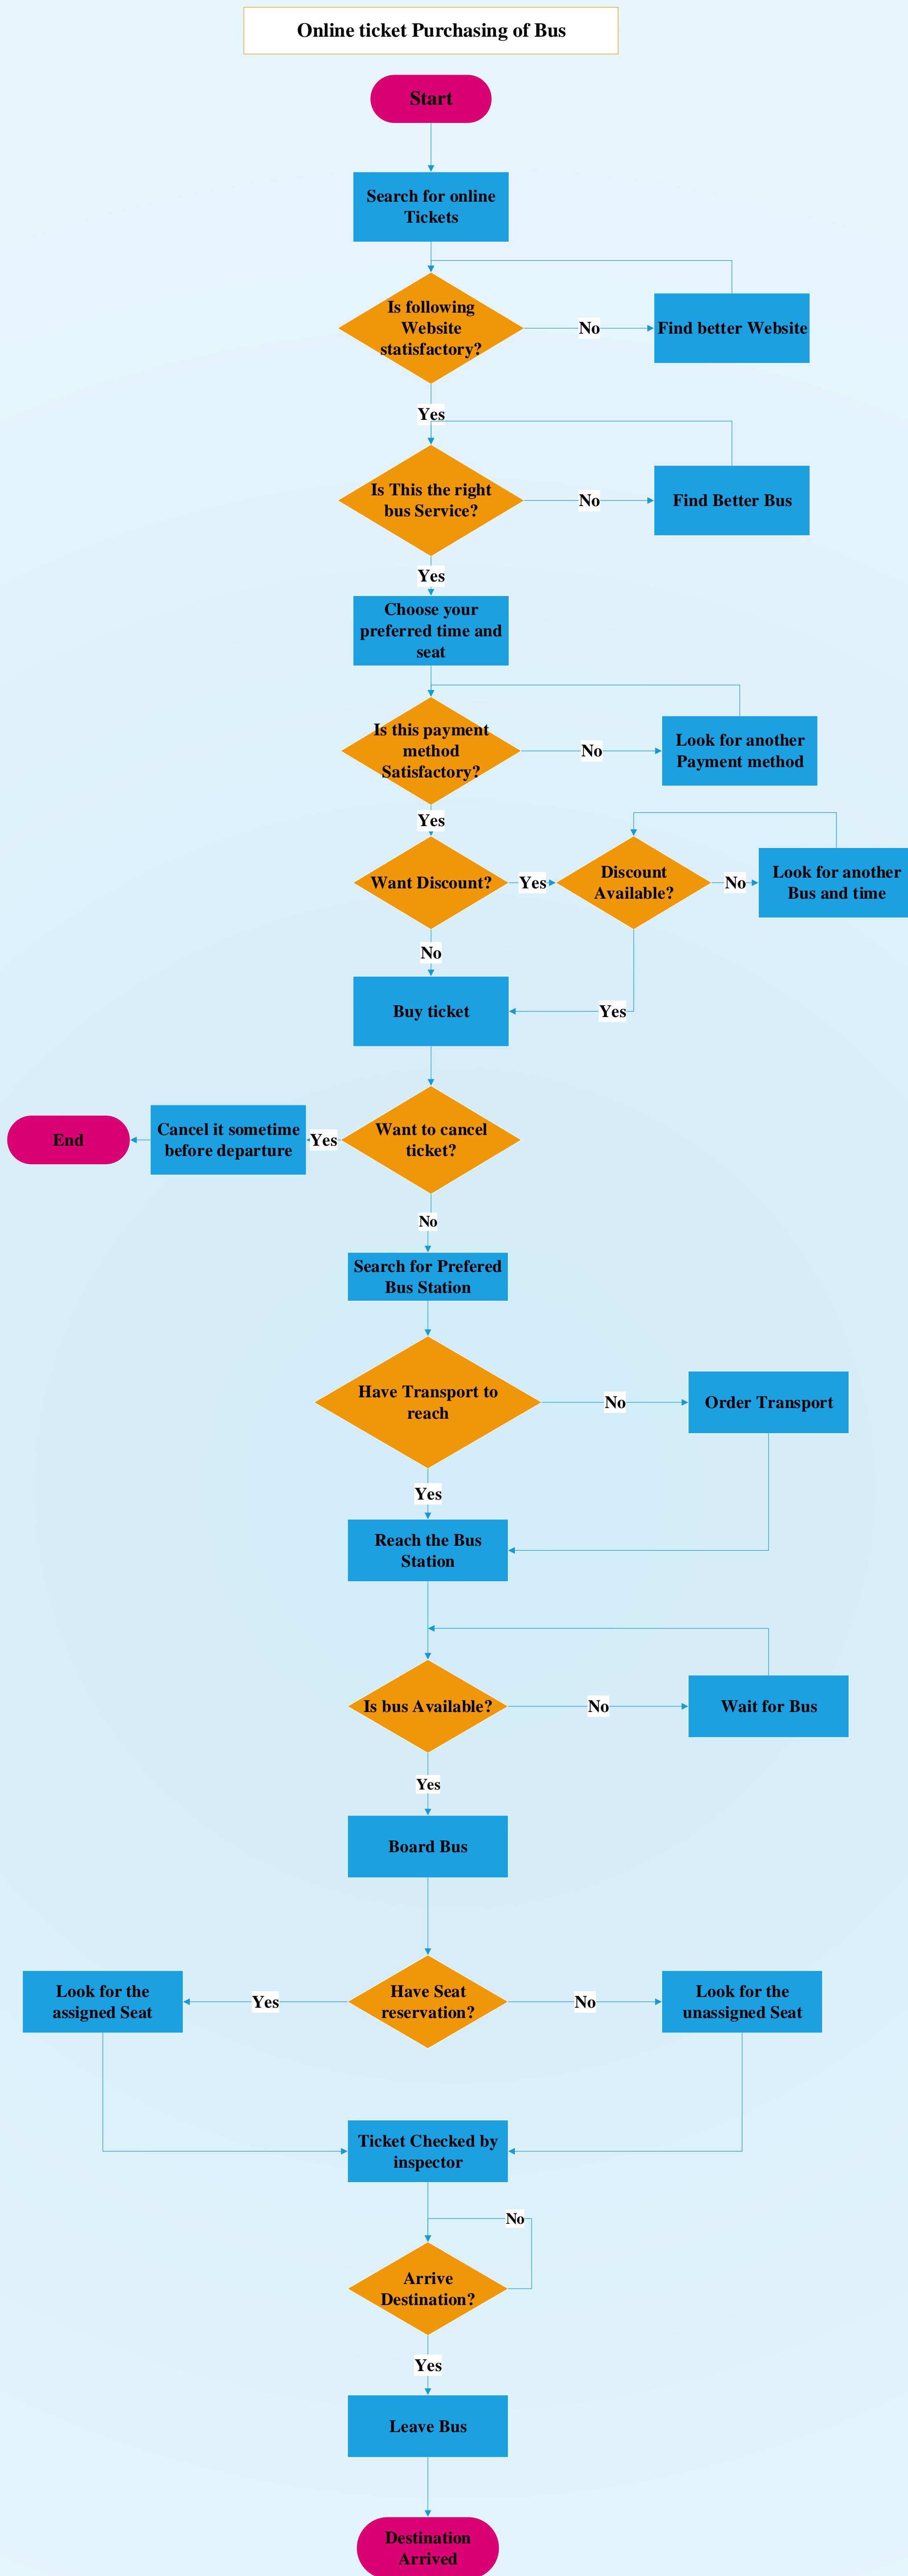 Online ticket Purchasing of Bus
Start
Search for online
Tickets
Is following
Website
statisfactory?
No
Find better Website
Yes
Is This the right
bus Service?
No
Find Better Bus
Yes
Choose your
preferred time and
seat
Is this payment
method
Satisfactory?
No
Look for another
Payment method
Yes
Want Discount?
Yes
Discount
Available?
No
Look for another
Bus and time
No
Buy ticket
Yes
End
Cancel it sometime
before departure
Yes
Want to cancel
ticket?
No
Search for Prefered
Bus Station
Have Transport to
reach
No
Order Transport
Yes
Reach the Bus
Station
Is bus Available?
No
Wait for Bus
Yes
Board Bus
Look for the
assigned Seat
Yes
Have Seat
reservation?
No
Look for the
unassigned Seat
Ticket Checked by
inspector
No
Arrive
Destination?
Yes
Leave Bus
Destination
Arrived